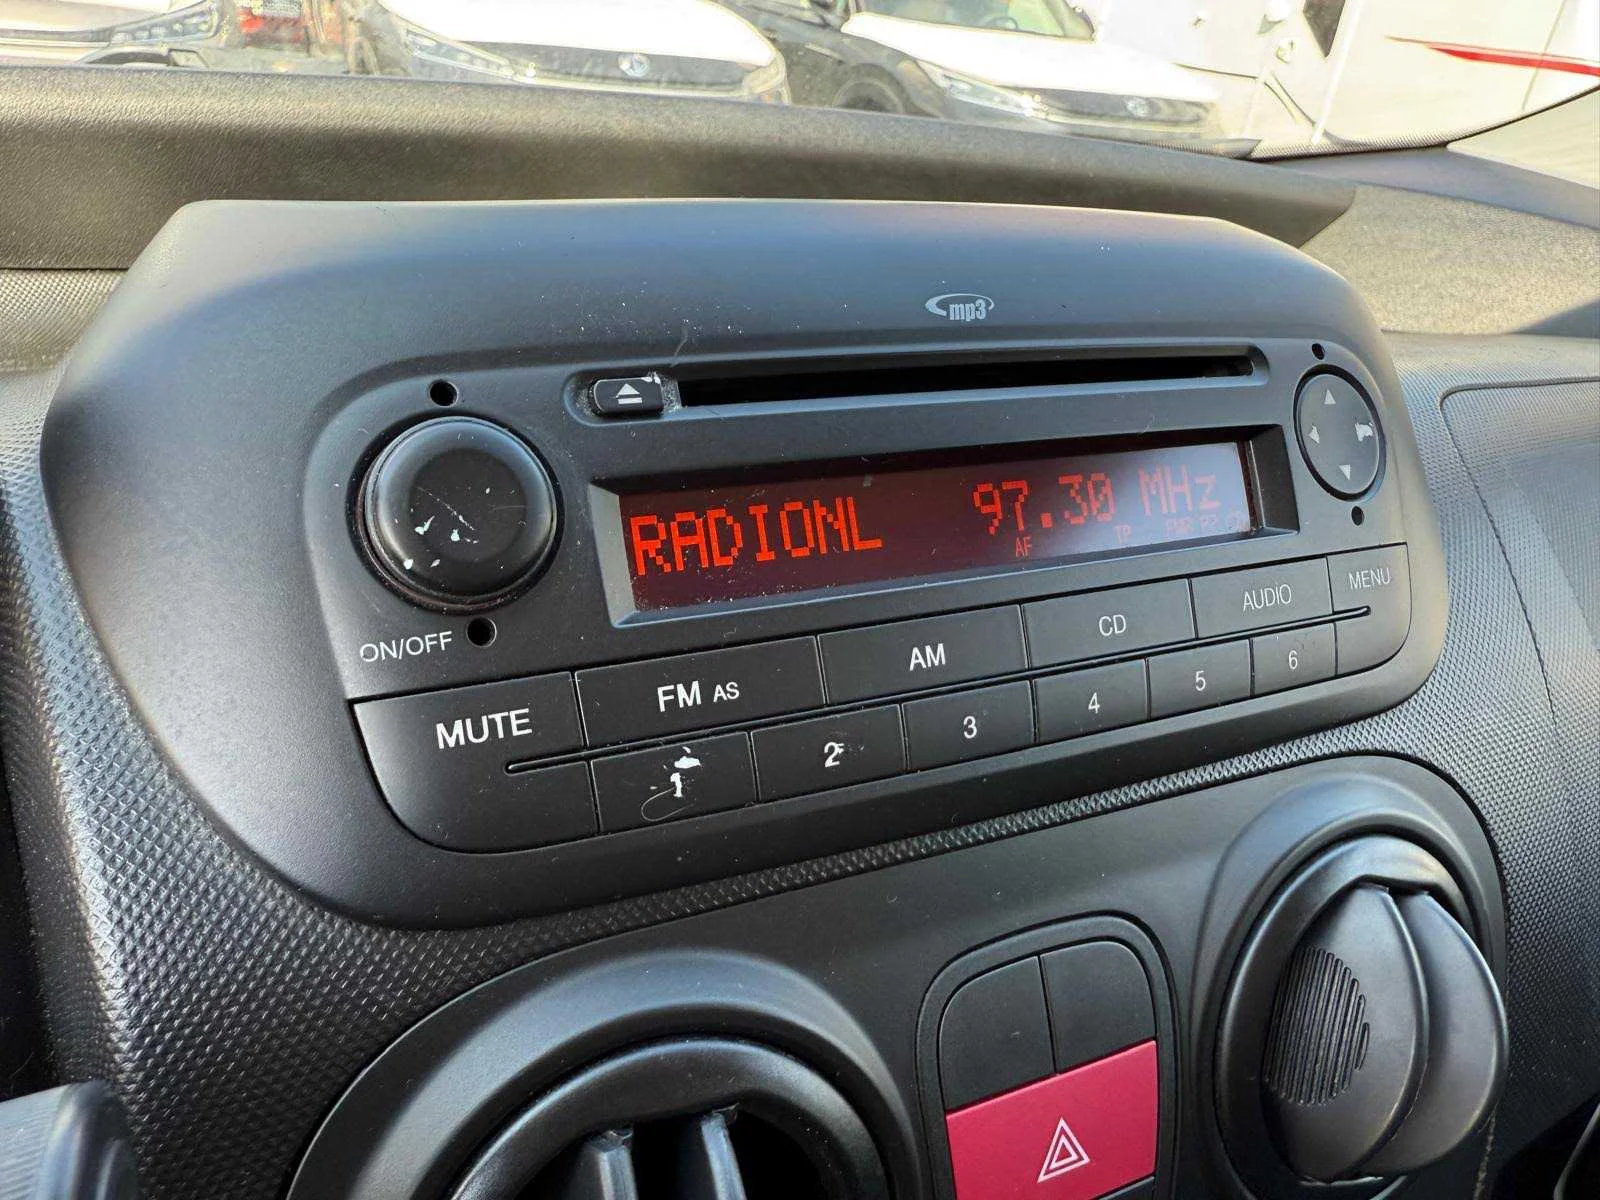 mp3
RADIONL 97.30 MHz
AF TP
ON/OFF
MUTE FM AS AM CD AUDIO MENU
1 2 3 4 5 6